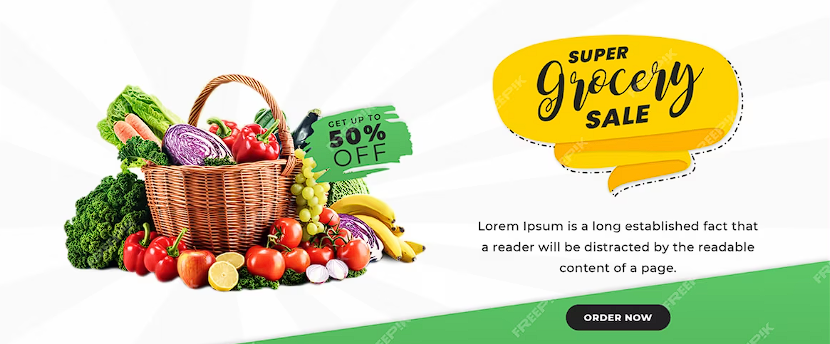 GET UP TO
50%
OFF
SUPER
Grocery
SALE
Lorem Ipsum is a long established fact that
a reader will be distracted by the readable
content of a page.
ORDER NOW
FREEPIK